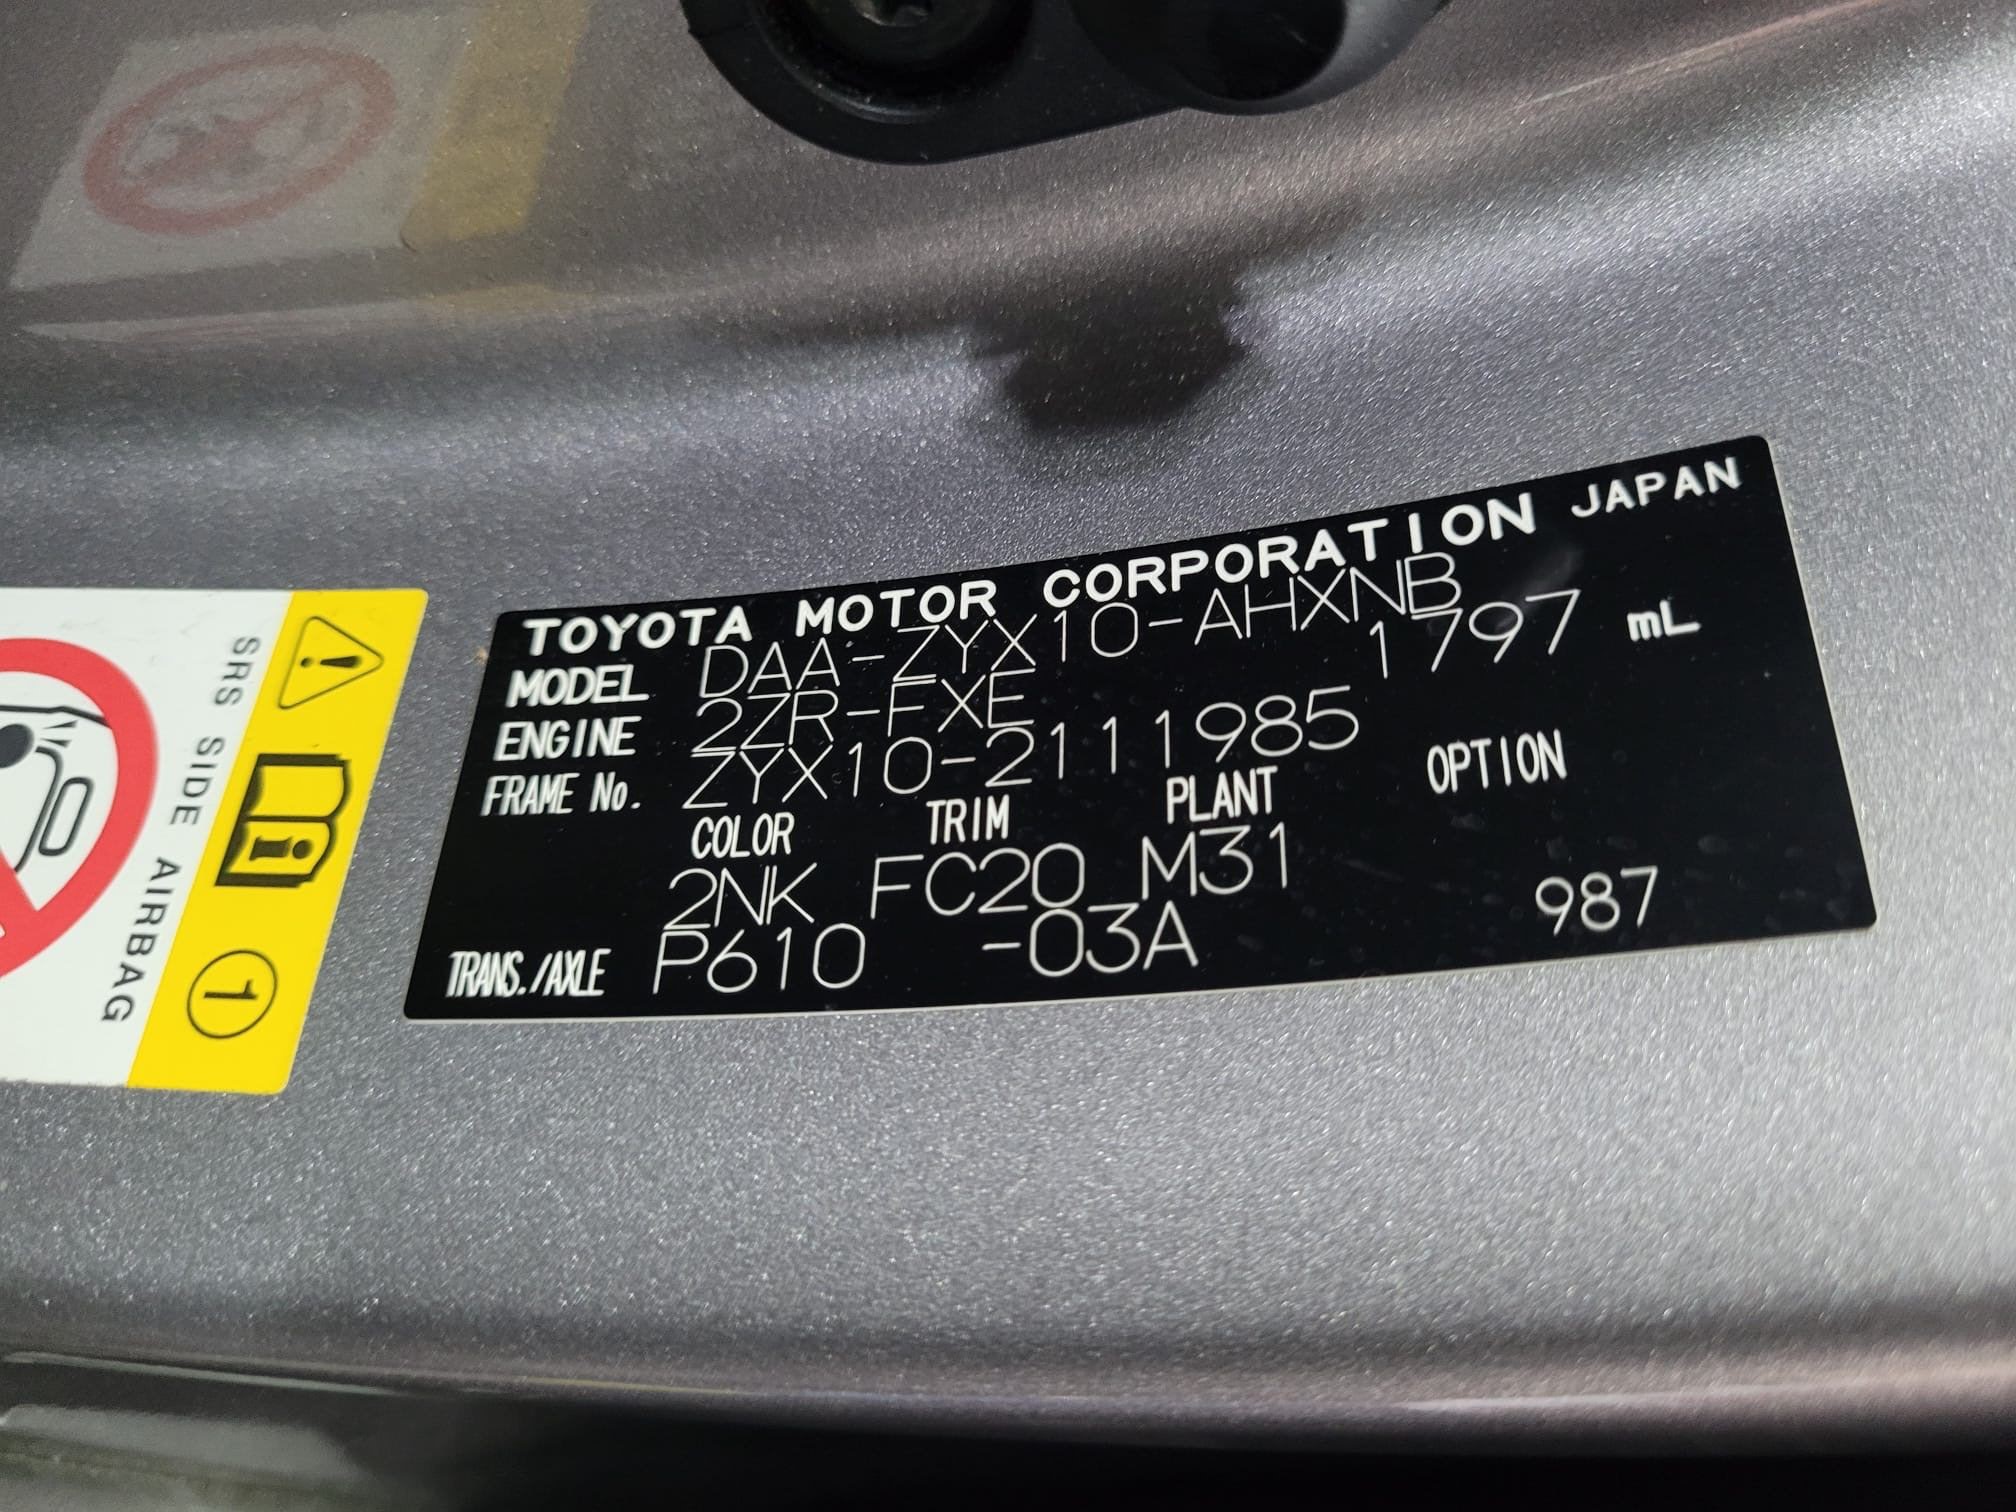 TOYOTA MOTOR CORPORATION JAPAN
MODEL DAA-ZYX10-AHXNB
ENGINE 2ZR-FXE 1797 mL
FRAME No. ZYX10-2111985
COLOR TRIM PLANT OPTION
2NK FC20 M31
TRANS./AXLE P610 -03A 987
SRS SIDE AIRBAG
1